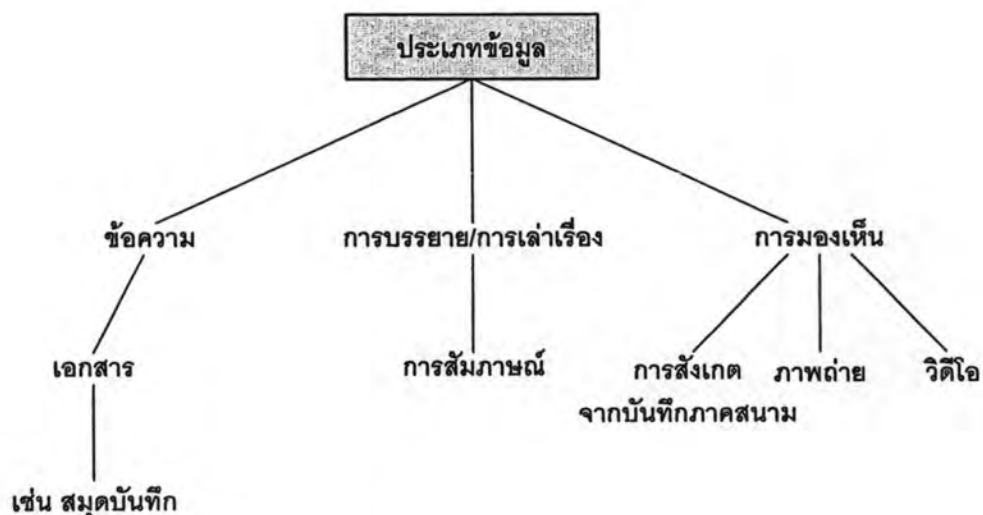 ประเภทข้อมูล
ข้อความ
การบรรยาย/การเล่าเรื่อง
การมองเห็น
เอกสาร
การสัมภาษณ์
การสังเกต
จากบันทึกภาคสนาม
ภาพถ่าย
วิดีโอ
เช่น สมุดบันทึก